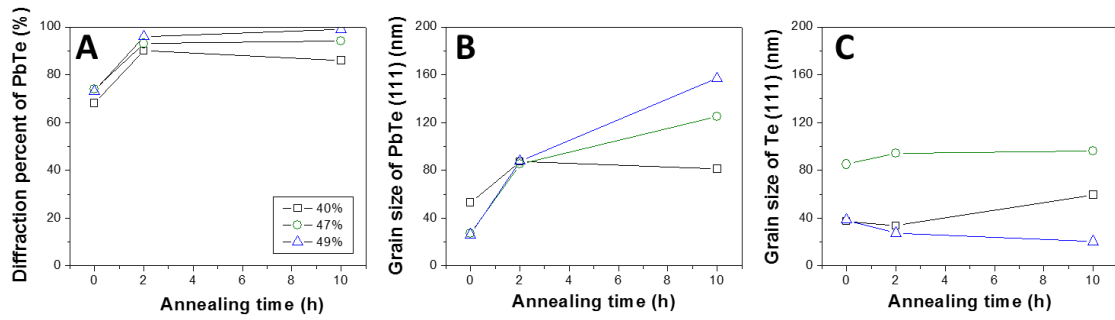 A
Diffraction percent of PbTe (%)
100
80
60
40
20
0
40%
47%
49%
0 2 4 6 8 10
Annealing time (h)
B
Grain size of PbTe (111) (nm)
200
160
120
80
40
0
0 2 4 6 8 10
Annealing time (h)
C
Grain size of Te (111) (nm)
200
160
120
80
40
0
0 2 4 6 8 10
Annealing time (h)